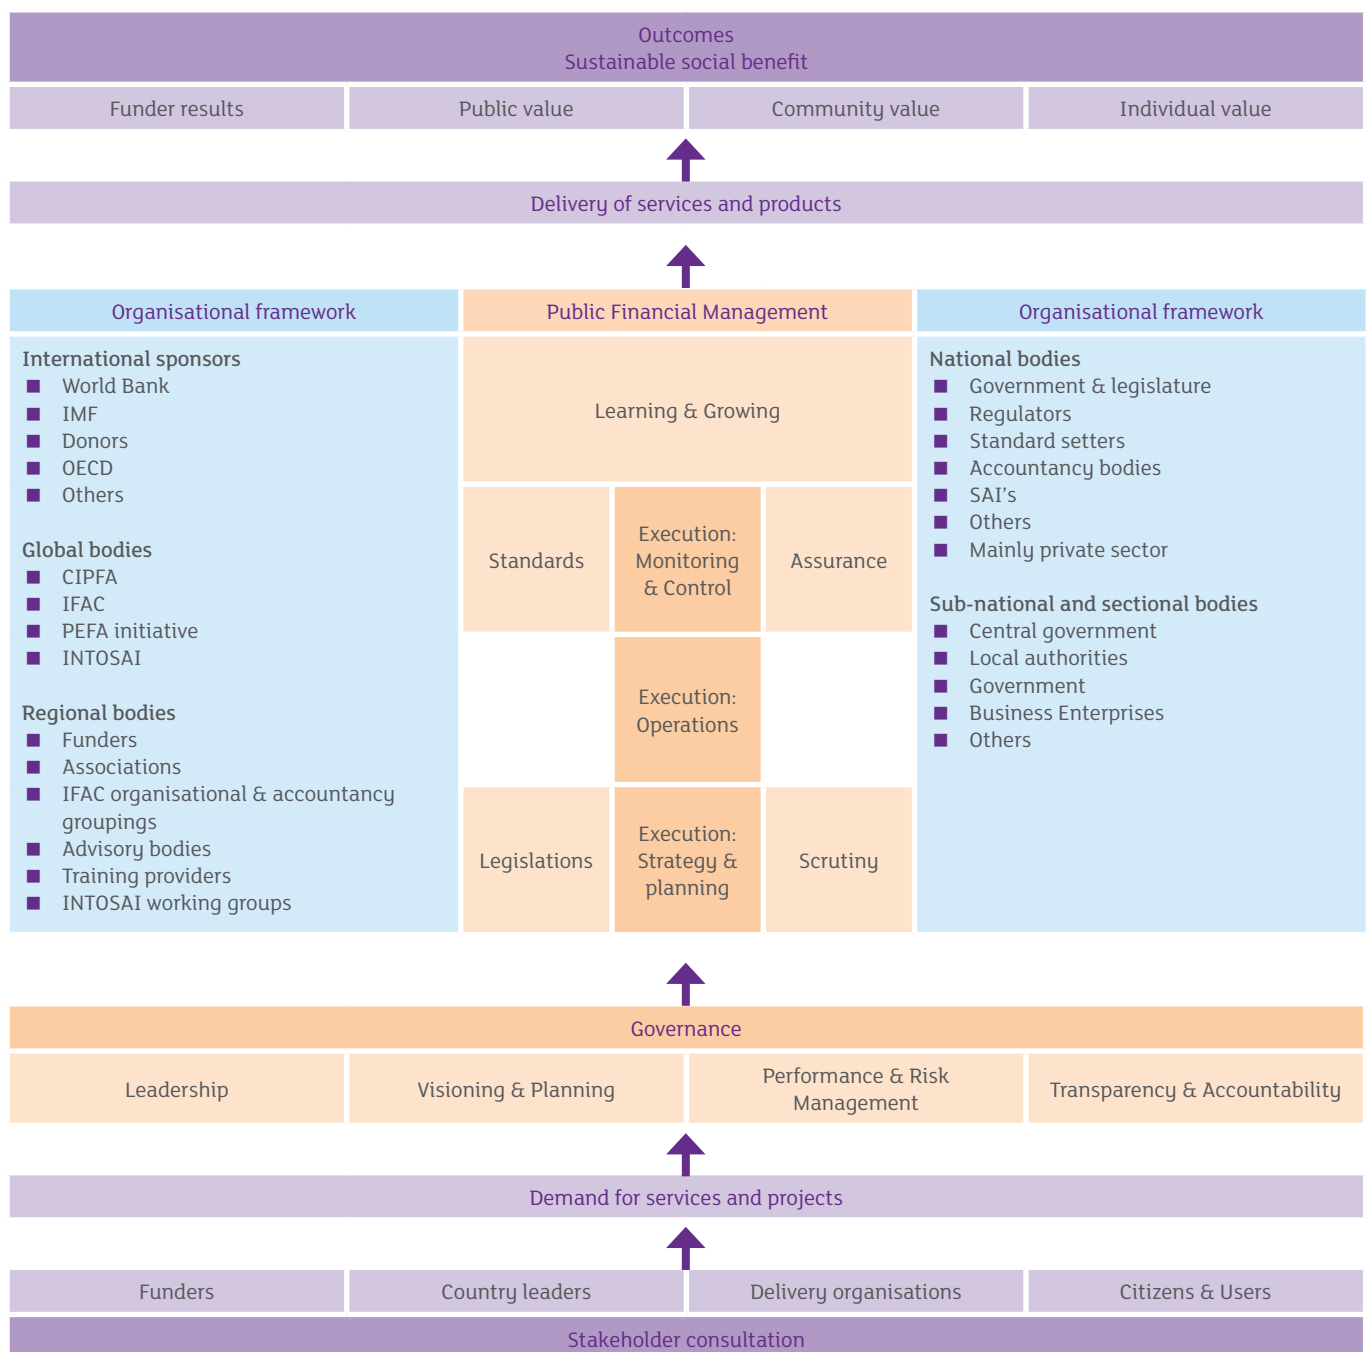 Outcomes
Sustainable social benefit
Funder results
Public value
Community value
Individual value
Delivery of services and products
Organisational framework
International sponsors
World Bank
IMF
Donors
OECD
Others
Global bodies
CIPFA
IFAC
PEFA initiative
INTOSAI
Regional bodies
Funders
Associations
IFAC organisational & accountancy
groupings
Advisory bodies
Training providers
INTOSAI working groups
Public Financial Management
Learning & Growing
Standards
Execution:
Monitoring
& Control
Assurance
Execution:
Operations
Legislations
Execution:
Strategy &
planning
Scrutiny
Organisational framework
National bodies
Government & legislature
Regulators
Standard setters
Accountancy bodies
SAI's
Others
Mainly private sector
Sub-national and sectional bodies
Central government
Local authorities
Government
Business Enterprises
Others
Governance
Leadership
Visioning & Planning
Performance & Risk
Management
Transparency & Accountability
Demand for services and projects
Funders
Country leaders
Delivery organisations
Citizens & Users
Stakeholder consultation